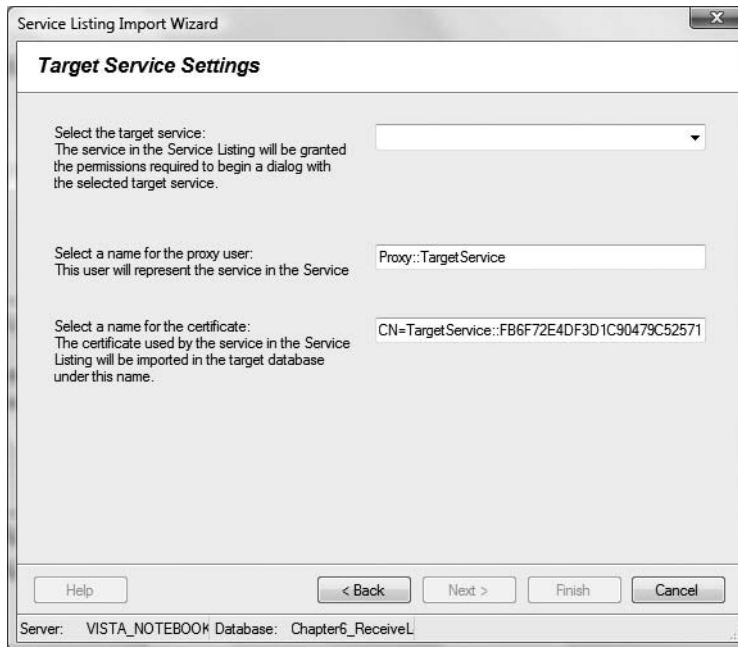 Service Listing Import Wizard
Target Service Settings
Select the target service:
The service in the Service Listing will be granted
the permissions required to begin a dialog with
the selected target service.
Select a name for the proxy user:
This user will represent the service in the Service
Proxy::TargetService
Select a name for the certificate:
The certificate used by the service in the Service
Listing will be imported in the target database
under this name.
CN=TargetService::FB6F72E4DF3D1C90479C52571
Help
< Back
Next >
Finish
Cancel
Server: VISTA_NOTEBOOK Database: Chapter6_ReceiveL